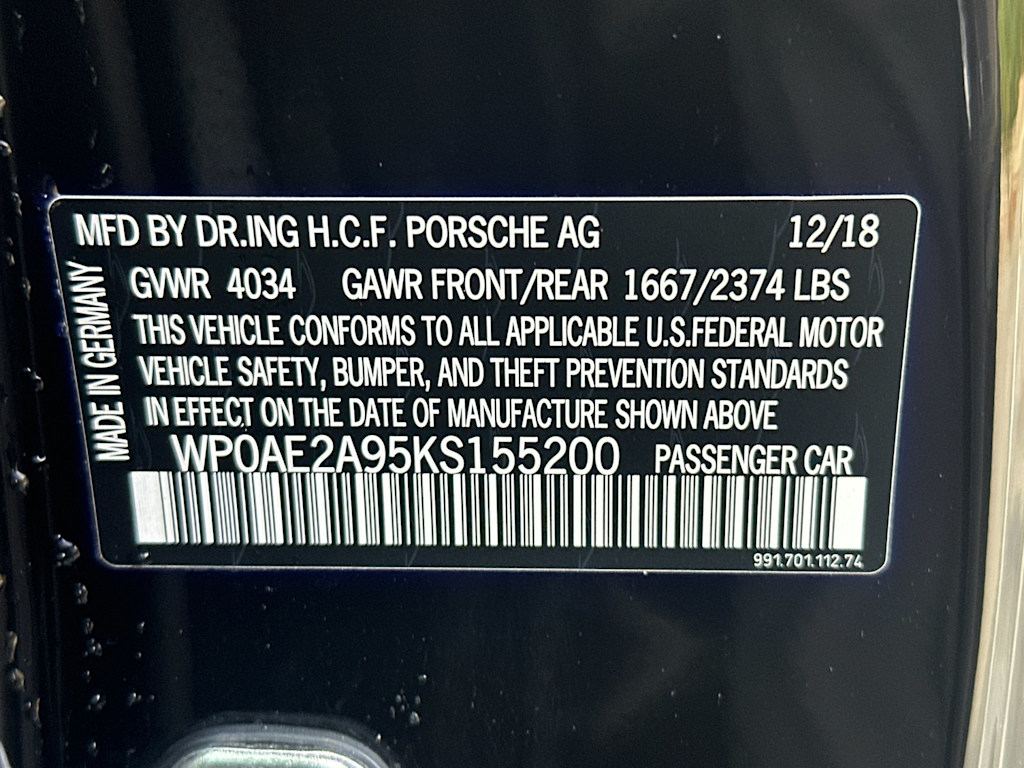 MFD BY DR.ING H.C.F. PORSCHE AG 12/18
GVWR 4034 GAWR FRONT/REAR 1667/2374 LBS
THIS VEHICLE CONFORMS TO ALL APPLICABLE U.S.FEDERAL MOTOR
VEHICLE SAFETY, BUMPER, AND THEFT PREVENTION STANDARDS
IN EFFECT ON THE DATE OF MANUFACTURE SHOWN ABOVE
WP0AE2A95KS155200 PASSENGER CAR
991.701.112.74
MADE IN GERMANY